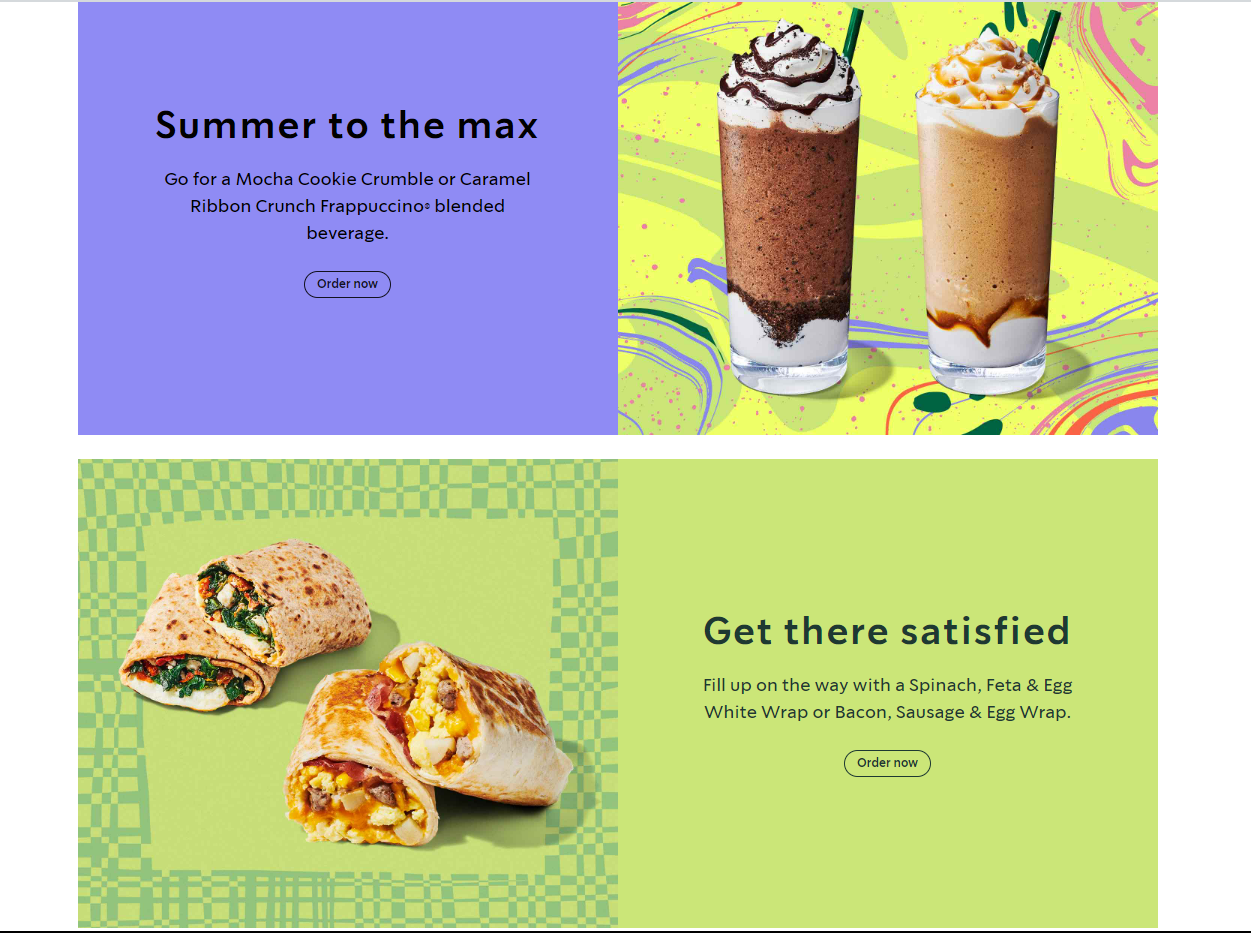 Summer to the max
Go for a Mocha Cookie Crumble or Caramel
Ribbon Crunch Frappuccino® blended
beverage.
Order now
Get there satisfied
Fill up on the way with a Spinach, Feta & Egg
White Wrap or Bacon, Sausage & Egg Wrap.
Order now